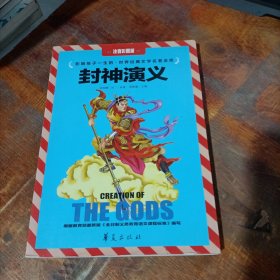 注音彩图版
影响孩子一生的·世界经典文学名著宝库
封神演义
CREATION OF
THE GODS
华夏出版社